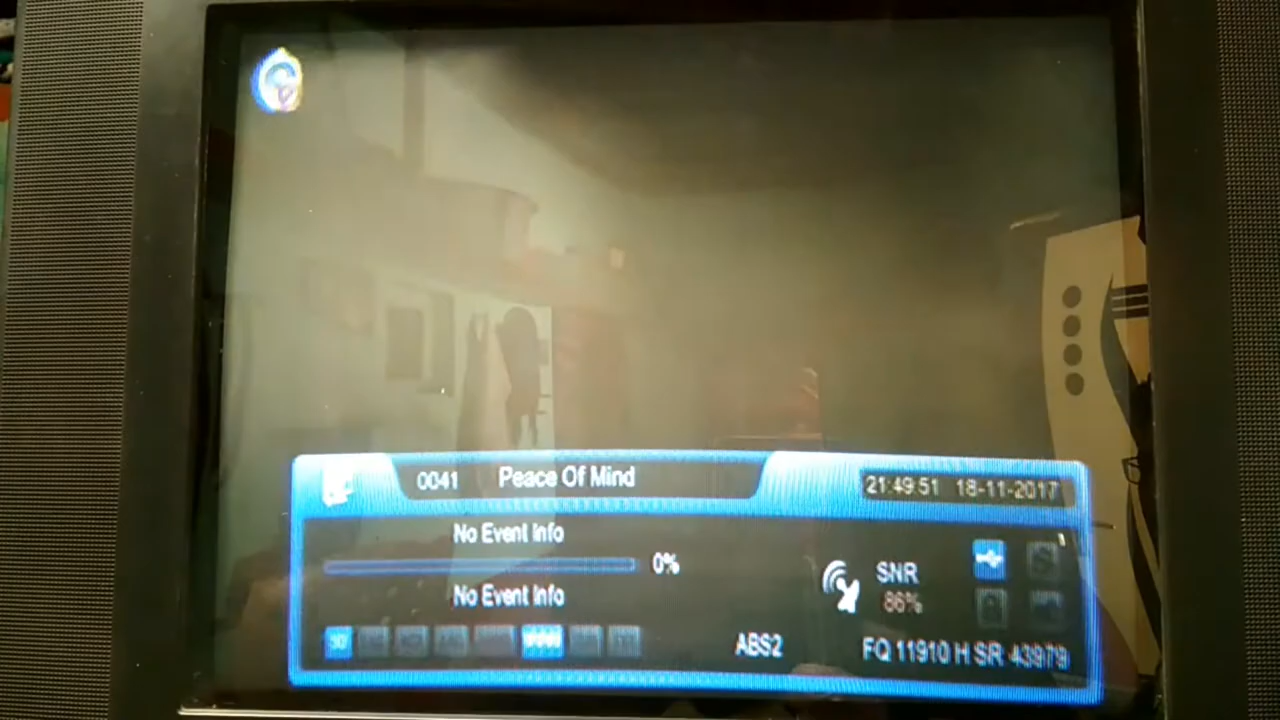 0041 Peace Of Mind
21:49:51 18-11-2017
No Event Info
0%
No Event Info
SNR
86%
ABS2
FQ 11910 H SR 43979